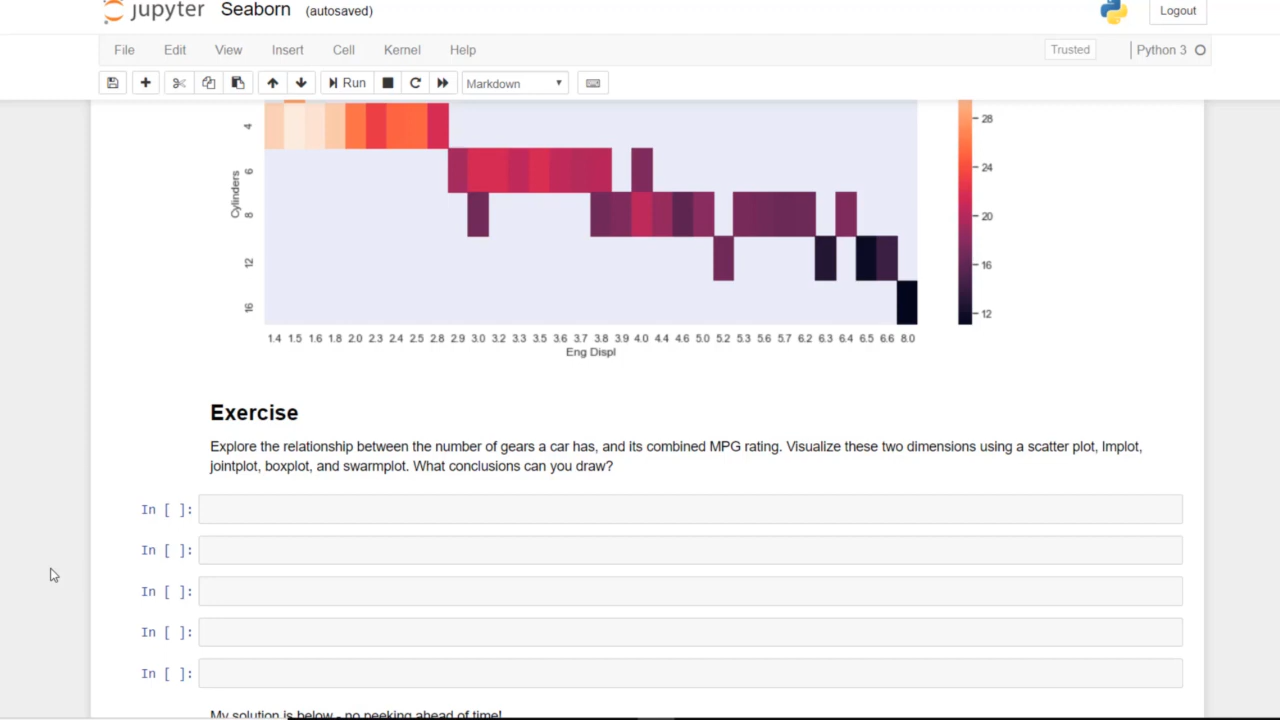 jupyter Seaborn (autosaved) Logout
File Edit View Insert Cell Kernel Help Trusted Python 3
Run Markdown
28
24
20
16
12
Cylinders
4
6
8
12
16
1.4 1.5 1.6 1.8 2.0 2.3 2.4 2.5 2.8 2.9 3.0 3.2 3.3 3.5 3.6 3.7 3.8 3.9 4.0 4.4 4.6 5.0 5.2 5.3 5.6 5.7 6.2 6.3 6.4 6.5 6.6 8.0
Eng Displ
Exercise
Explore the relationship between the number of gears a car has, and its combined MPG rating. Visualize these two dimensions using a scatter plot, lmplot,
jointplot, boxplot, and swarmplot. What conclusions can you draw?
In [ ]:
In [ ]:
In [ ]:
In [ ]:
In [ ]:
My solution is below - no peeking ahead of time!